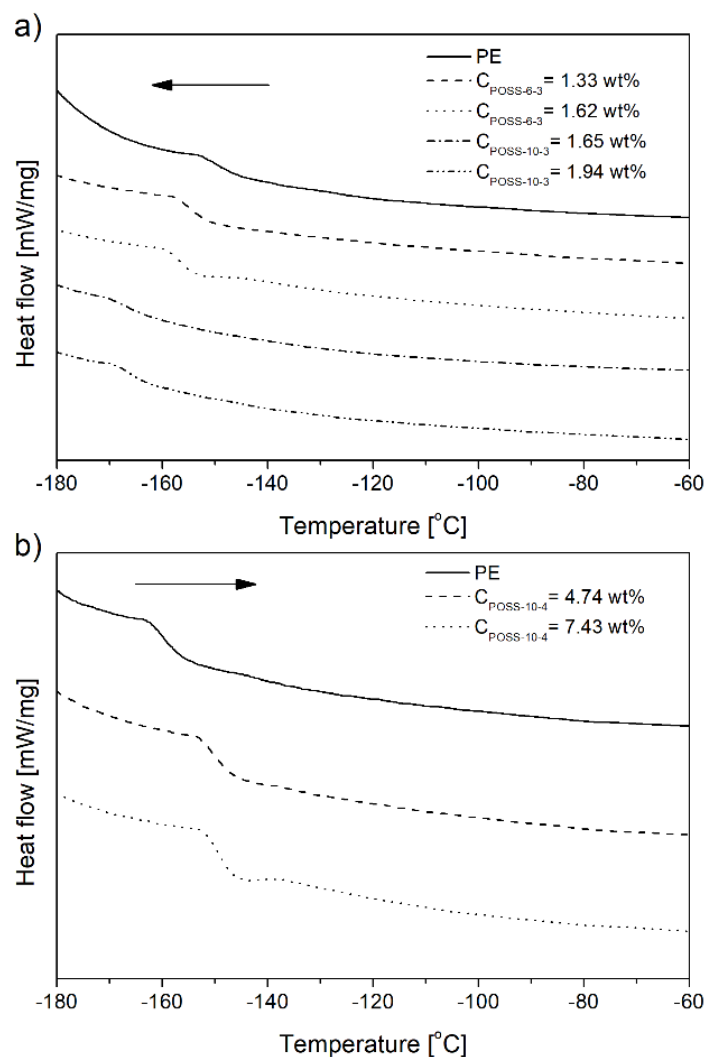 a)
PE
C_POSS-6-3 = 1.33 wt%
C_POSS-6-3 = 1.62 wt%
C_POSS-10-3 = 1.65 wt%
C_POSS-10-3 = 1.94 wt%
Heat flow [mW/mg]
-180 -160 -140 -120 -100 -80 -60
Temperature [°C]
b)
PE
C_POSS-10-4 = 4.74 wt%
C_POSS-10-4 = 7.43 wt%
Heat flow [mW/mg]
-180 -160 -140 -120 -100 -80 -60
Temperature [°C]